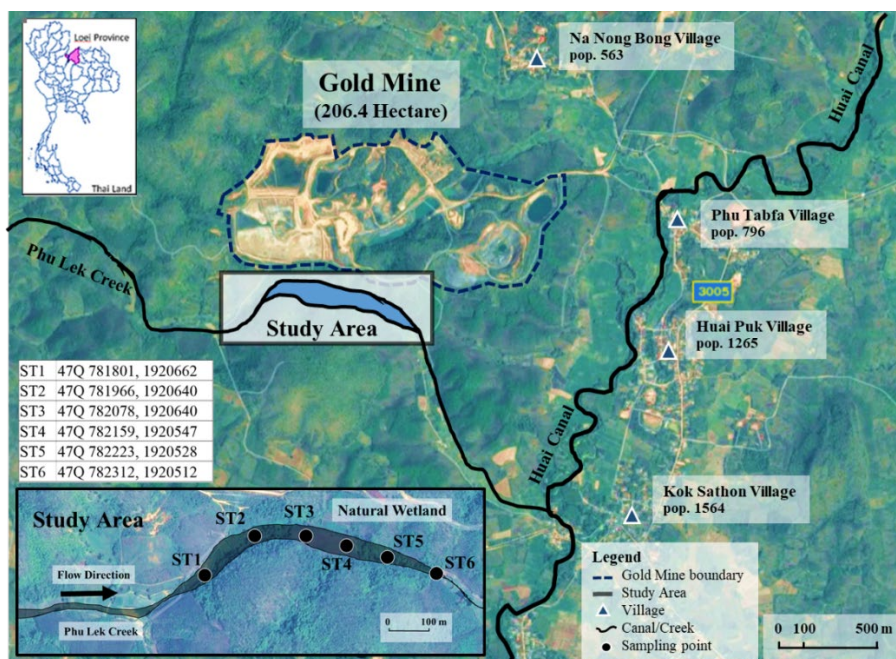 Loei Province
Thai Land
Na Nong Bong Village
pop. 563
Gold Mine
(206.4 Hectare)
Huai Canal
Phu Tabfa Village
pop. 796
Phu Lek Creek
3005
Study Area
Huai Puk Village
pop. 1265
ST1 47Q 781801, 1920662
ST2 47Q 781966, 1920640
ST3 47Q 782078, 1920640
ST4 47Q 782159, 1920547
ST5 47Q 782223, 1920528
ST6 47Q 782312, 1920512
Huai Canal
Kok Sathon Village
pop. 1564
Study Area
Natural Wetland
ST1
ST2
ST3
ST4
ST5
ST6
Flow Direction
Phu Lek Creek
0 100 m
Legend
Gold Mine boundary
Study Area
Village
Canal/Creek
Sampling point
0 100 500 m